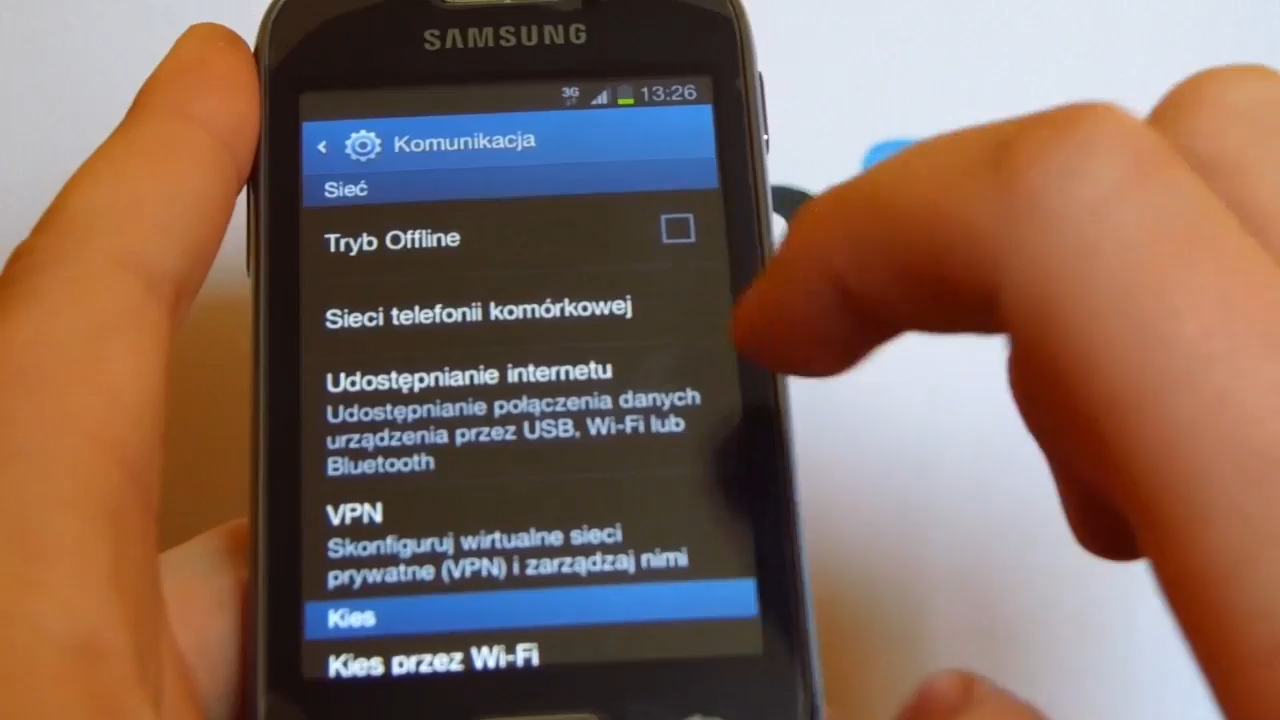 SAMSUNG
3G 13:26
Komunikacja
Sieć
Tryb Offline
Sieci telefonii komórkowej
Udostępnianie internetu
Udostępnianie połączenia danych
urządzenia przez USB, Wi-Fi lub
Bluetooth
VPN
Skonfiguruj wirtualne sieci
prywatne (VPN) i zarządzaj nimi
Kies
Kies przez Wi-Fi